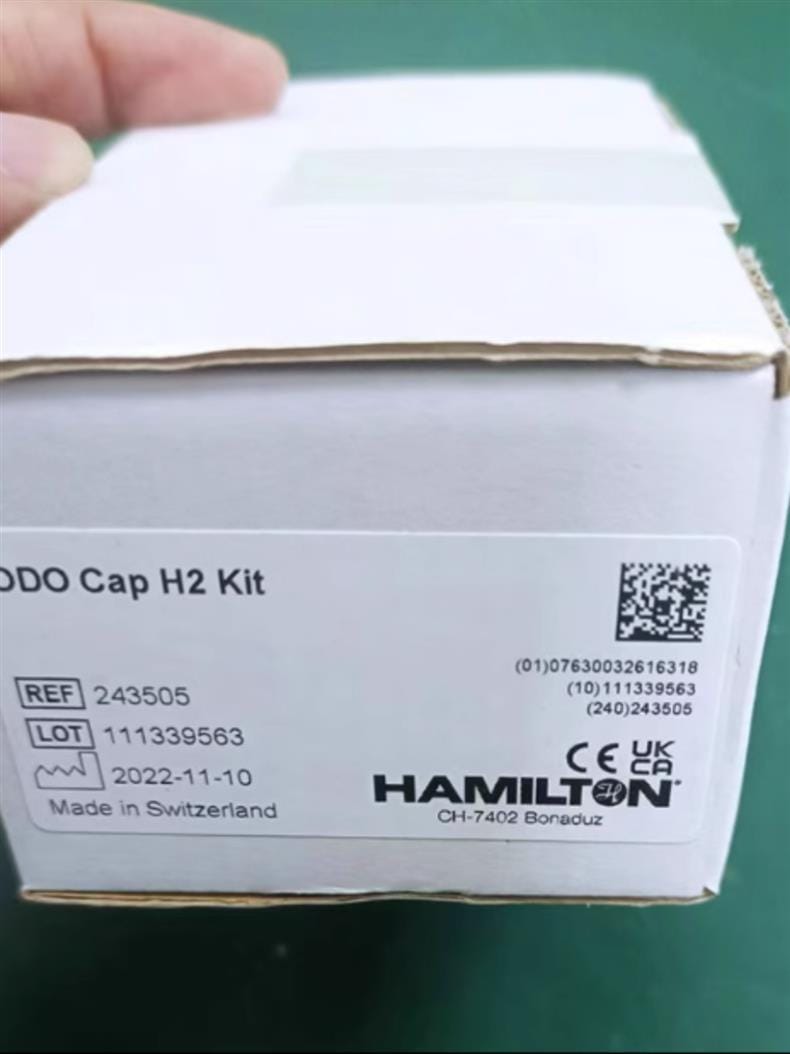 ODO Cap H2 Kit
(01)07630032616318
(10)111339563
(240)243505
REF 243505
LOT 111339563
2022-11-10
Made in Switzerland
CE UK CA
HAMILTON
CH-7402 Bonaduz